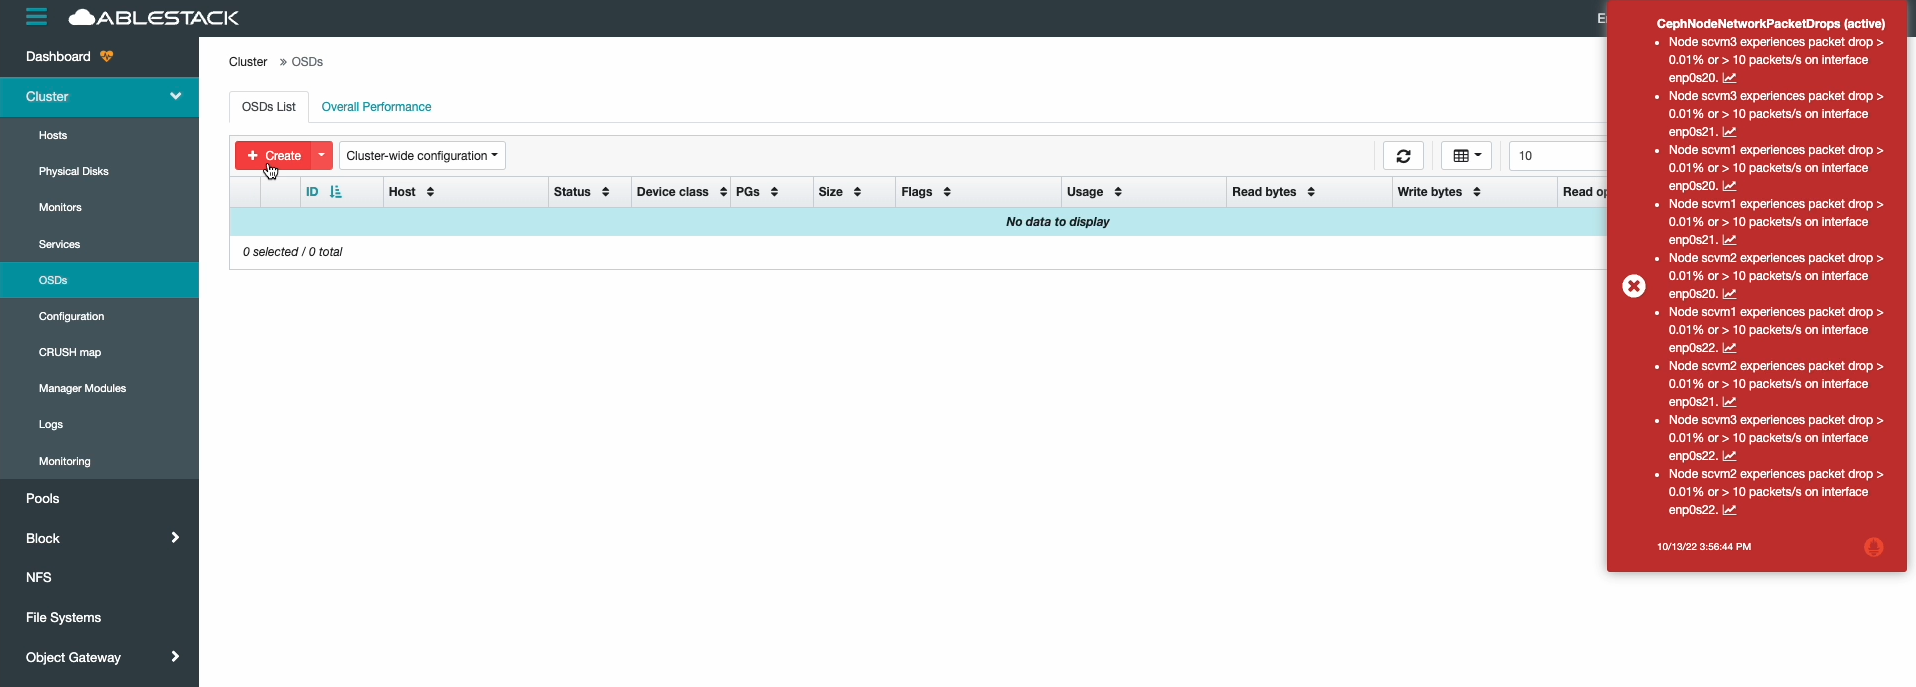 ABLESTACK
Dashboard
Cluster
Hosts
Physical Disks
Monitors
Services
OSDs
Configuration
CRUSH map
Manager Modules
Logs
Monitoring
Pools
Block
NFS
File Systems
Object Gateway
Cluster » OSDs
OSDs List Overall Performance
+ Create Cluster-wide configuration 10
ID Host Status Device class PGs Size Flags Usage Read bytes Write bytes Read
No data to display
0 selected / 0 total
CephNodeNetworkPacketDrops (active)
• Node scvm3 experiences packet drop >
0.01% or > 10 packets/s on interface
enp0s20.
• Node scvm3 experiences packet drop >
0.01% or > 10 packets/s on interface
enp0s21.
• Node scvm1 experiences packet drop >
0.01% or > 10 packets/s on interface
enp0s20.
• Node scvm1 experiences packet drop >
0.01% or > 10 packets/s on interface
enp0s21.
• Node scvm2 experiences packet drop >
0.01% or > 10 packets/s on interface
enp0s20.
• Node scvm1 experiences packet drop >
0.01% or > 10 packets/s on interface
enp0s22.
• Node scvm2 experiences packet drop >
0.01% or > 10 packets/s on interface
enp0s21.
• Node scvm3 experiences packet drop >
0.01% or > 10 packets/s on interface
enp0s22.
• Node scvm2 experiences packet drop >
0.01% or > 10 packets/s on interface
enp0s22.
10/13/22 3:56:44 PM